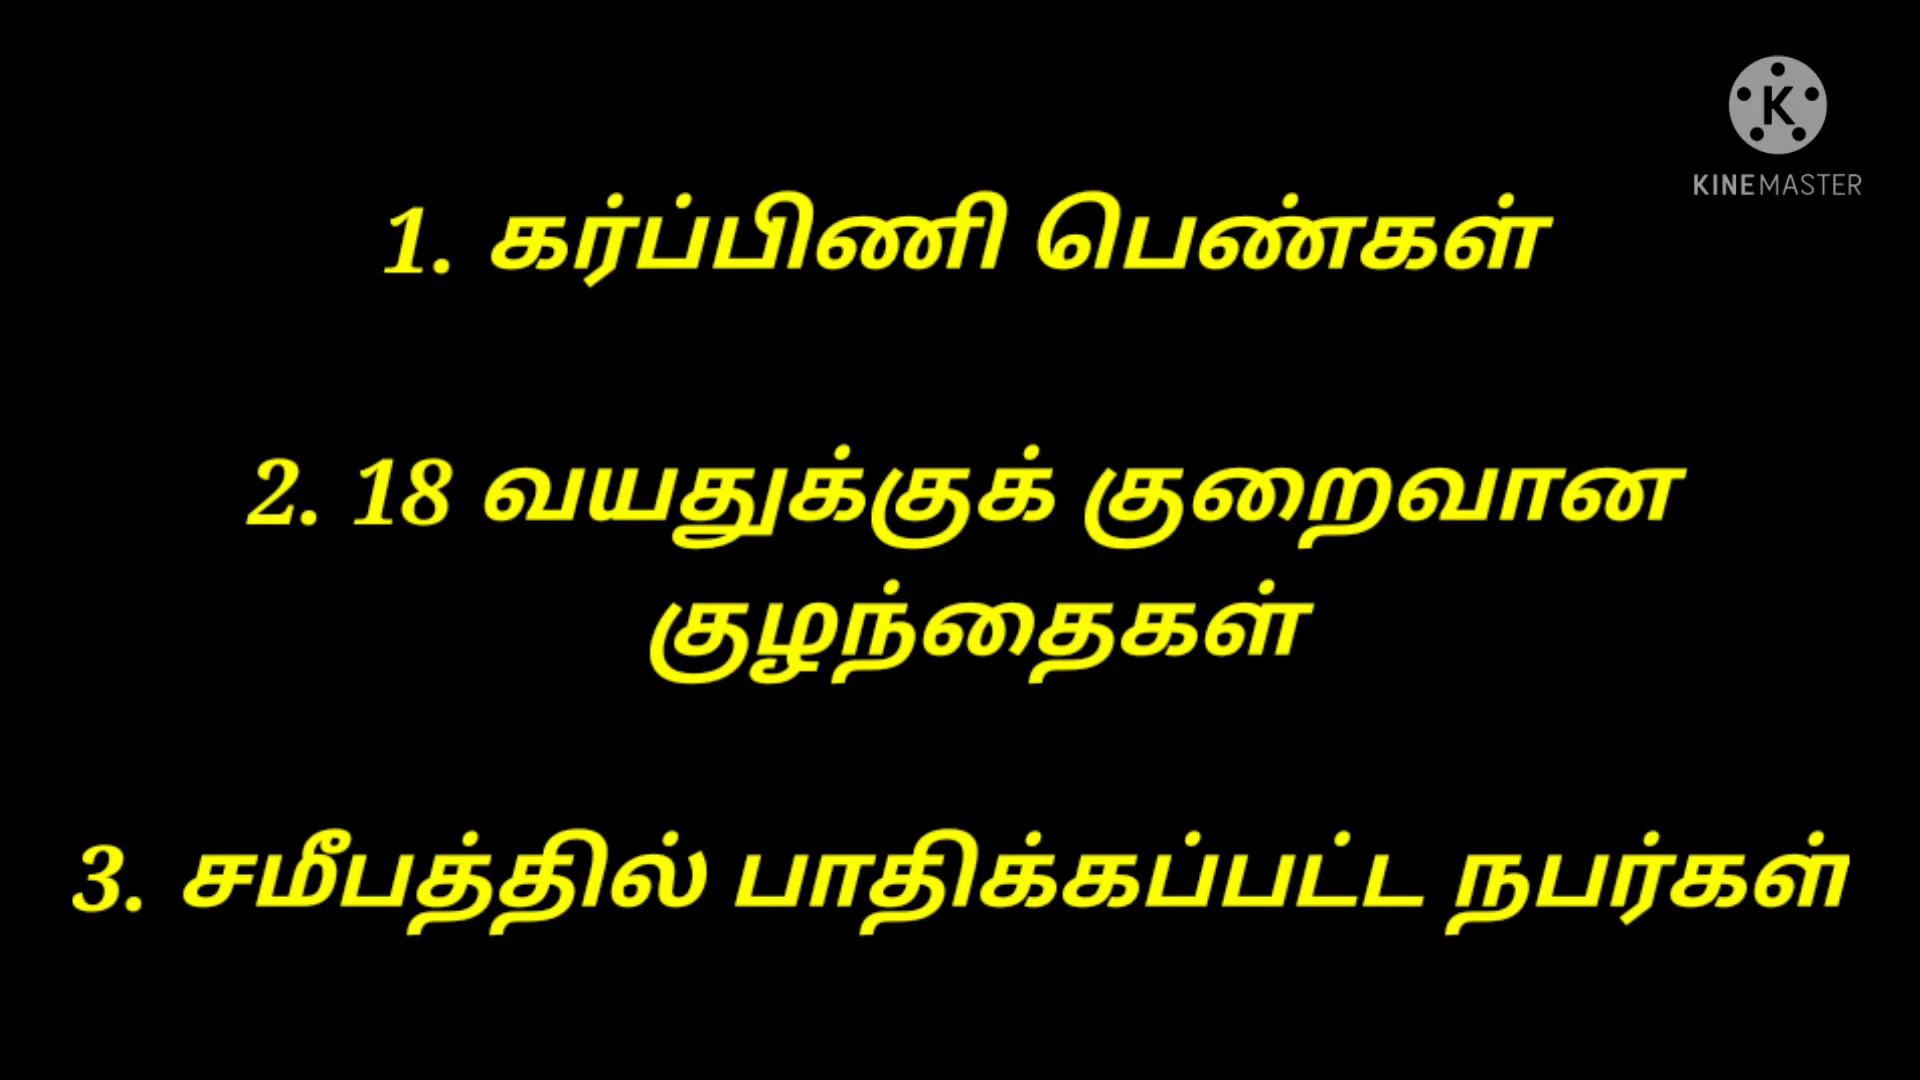 K
KINEMASTER
1. கர்ப்பிணி பெண்கள்
2. 18 வயதுக்குக் குறைவான
குழந்தைகள்
3. சமீபத்தில் பாதிக்கப்பட்ட நபர்கள்